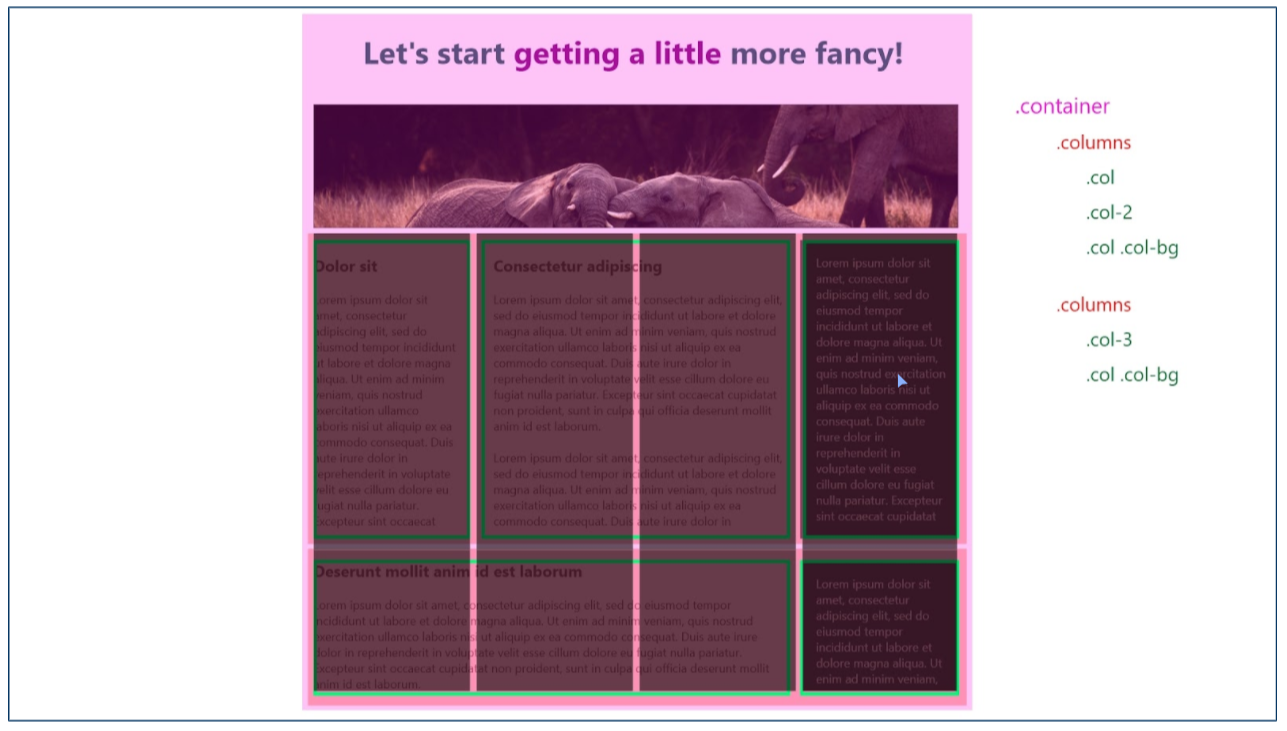 Let's start getting a little more fancy!
Dolor sit
Lorem ipsum dolor sit
amet, consectetur
adipiscing elit, sed do
eiusmod tempor incididunt
ut labore et dolore magna
aliqua. Ut enim ad minim
veniam, quis nostrud
exercitation ullamco
laboris nisi ut aliquip ex ea
commodo consequat. Duis
aute irure dolor in
reprehenderit in voluptate
velit esse cillum dolore eu
fugiat nulla pariatur.
Excepteur sint occaecat
Consectetur adipiscing
Lorem ipsum dolor sit amet, consectetur adipiscing elit,
sed do eiusmod tempor incididunt ut labore et dolore
magna aliqua. Ut enim ad minim veniam, quis nostrud
exercitation ullamco laboris nisi ut aliquip ex ea
commodo consequat. Duis aute irure dolor in
reprehenderit in voluptate velit esse cillum dolore eu
fugiat nulla pariatur. Excepteur sint occaecat cupidatat
non proident, sunt in culpa qui officia deserunt mollit
anim id est laborum.
Lorem ipsum dolor sit amet, consectetur adipiscing elit,
sed do eiusmod tempor incididunt ut labore et dolore
magna aliqua. Ut enim ad minim veniam, quis nostrud
exercitation ullamco laboris nisi ut aliquip ex ea
commodo consequat. Duis aute irure dolor in
Lorem ipsum dolor sit
amet, consectetur
adipiscing elit, sed do
eiusmod tempor
incididunt ut labore et
dolore magna aliqua. Ut
enim ad minim veniam,
quis nostrud exercitation
ullamco laboris nisi ut
aliquip ex ea commodo
consequat. Duis aute
irure dolor in
reprehenderit in
voluptate velit esse
cillum dolore eu fugiat
nulla pariatur. Excepteur
sint occaecat cupidatat
Deserunt mollit anim id est laborum
Lorem ipsum dolor sit amet, consectetur adipiscing elit, sed do eiusmod tempor
incididunt ut labore et dolore magna aliqua. Ut enim ad minim veniam, quis nostrud
exercitation ullamco laboris nisi ut aliquip ex ea commodo consequat. Duis aute irure
dolor in reprehenderit in voluptate velit esse cillum dolore eu fugiat nulla pariatur.
Excepteur sint occaecat cupidatat non proident, sunt in culpa qui officia deserunt mollit
anim id est laborum.
Lorem ipsum dolor sit
amet, consectetur
adipiscing elit, sed do
eiusmod tempor
incididunt ut labore et
dolore magna aliqua. Ut
enim ad minim veniam,
.container
.columns
.col
.col-2
.col .col-bg
.columns
.col-3
.col .col-bg